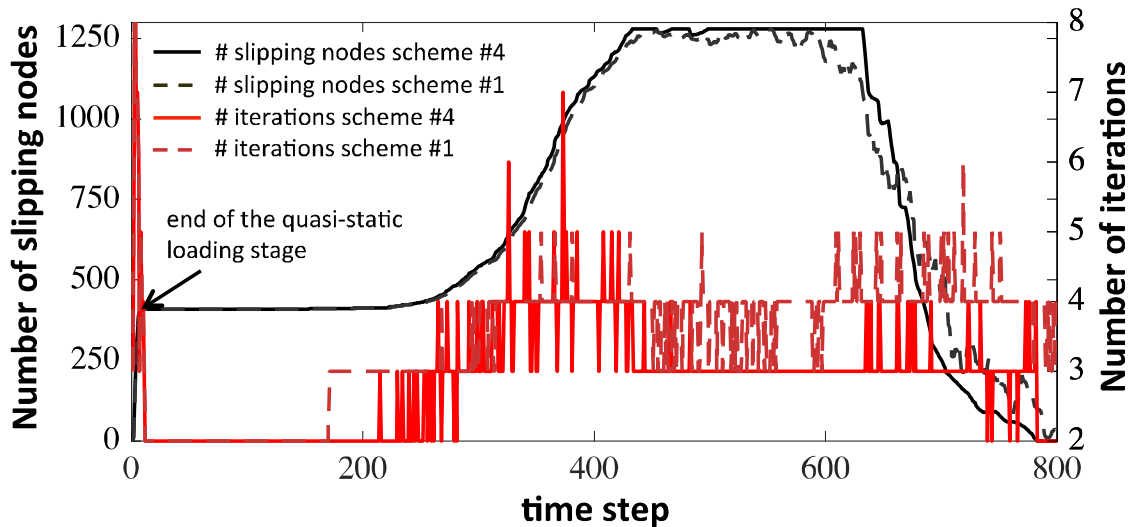 Number of slipping nodes
1250
1000
750
500
250
0
# slipping nodes scheme #4
# slipping nodes scheme #1
# iterations scheme #4
# iterations scheme #1
end of the quasi-static
loading stage
8
7
6
5
4
3
2
Number of iterations
0
200
400
600
800
time step